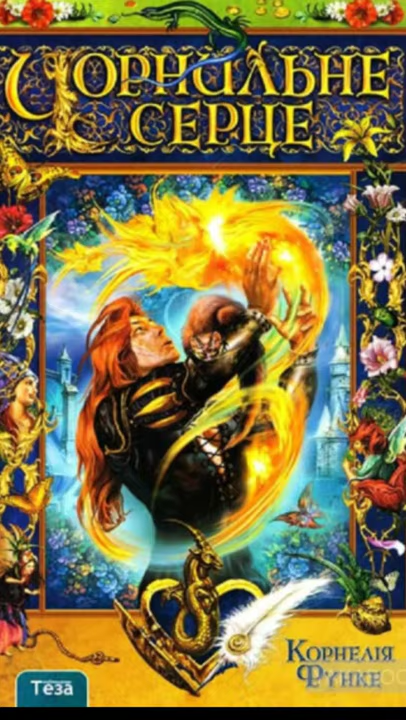 Чорнильне
Серце
Корнелія
Функе
Теза